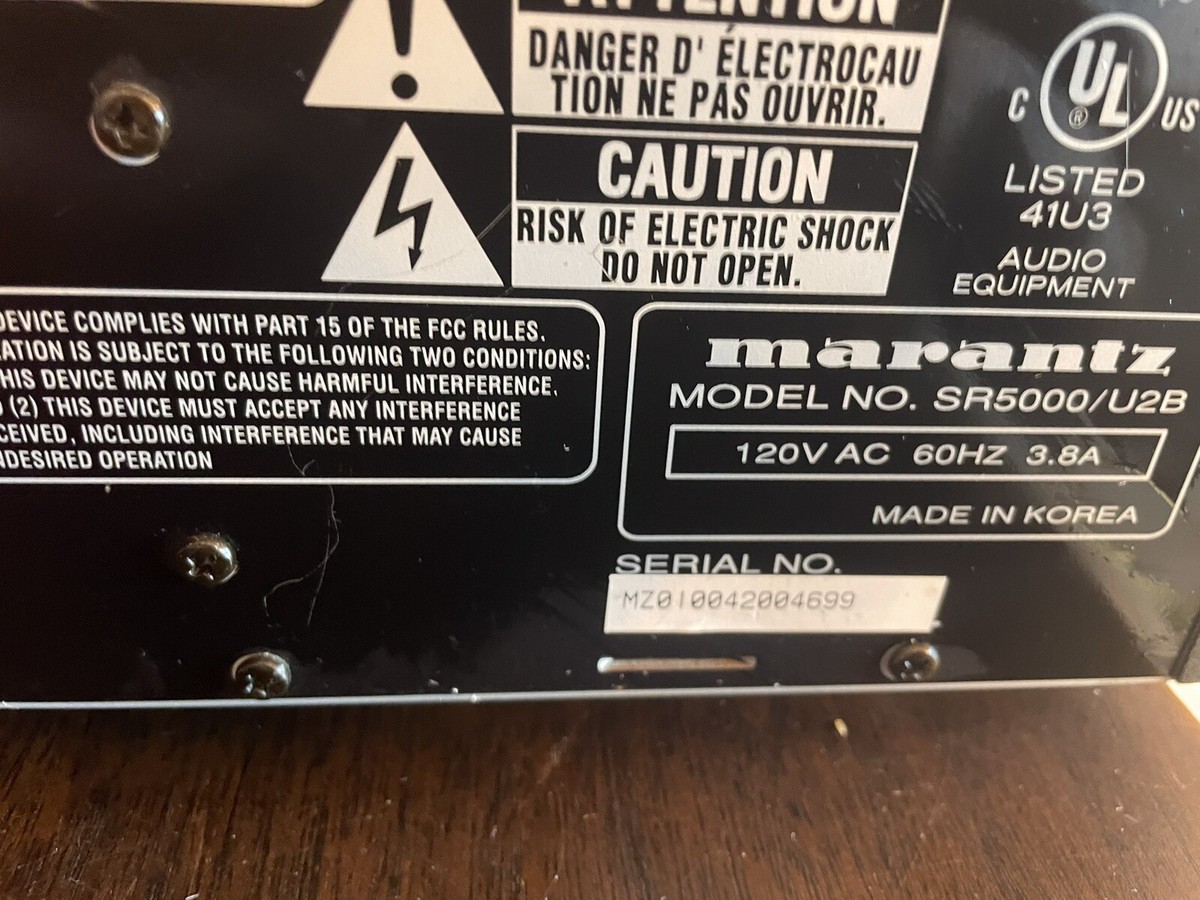 ATTENTION
DANGER D' ÉLECTROCAU
TION NE PAS OUVRIR.
CAUTION
RISK OF ELECTRIC SHOCK
DO NOT OPEN.
C UL ® US
LISTED
41U3
AUDIO
EQUIPMENT
DEVICE COMPLIES WITH PART 15 OF THE FCC RULES.
ATION IS SUBJECT TO THE FOLLOWING TWO CONDITIONS:
HIS DEVICE MAY NOT CAUSE HARMFUL INTERFERENCE.
(2) THIS DEVICE MUST ACCEPT ANY INTERFERENCE
CEIVED, INCLUDING INTERFERENCE THAT MAY CAUSE
NDESIRED OPERATION
marantz
MODEL NO. SR5000/U2B
120V AC 60HZ 3.8A
MADE IN KOREA
SERIAL NO.
MZ010042004699